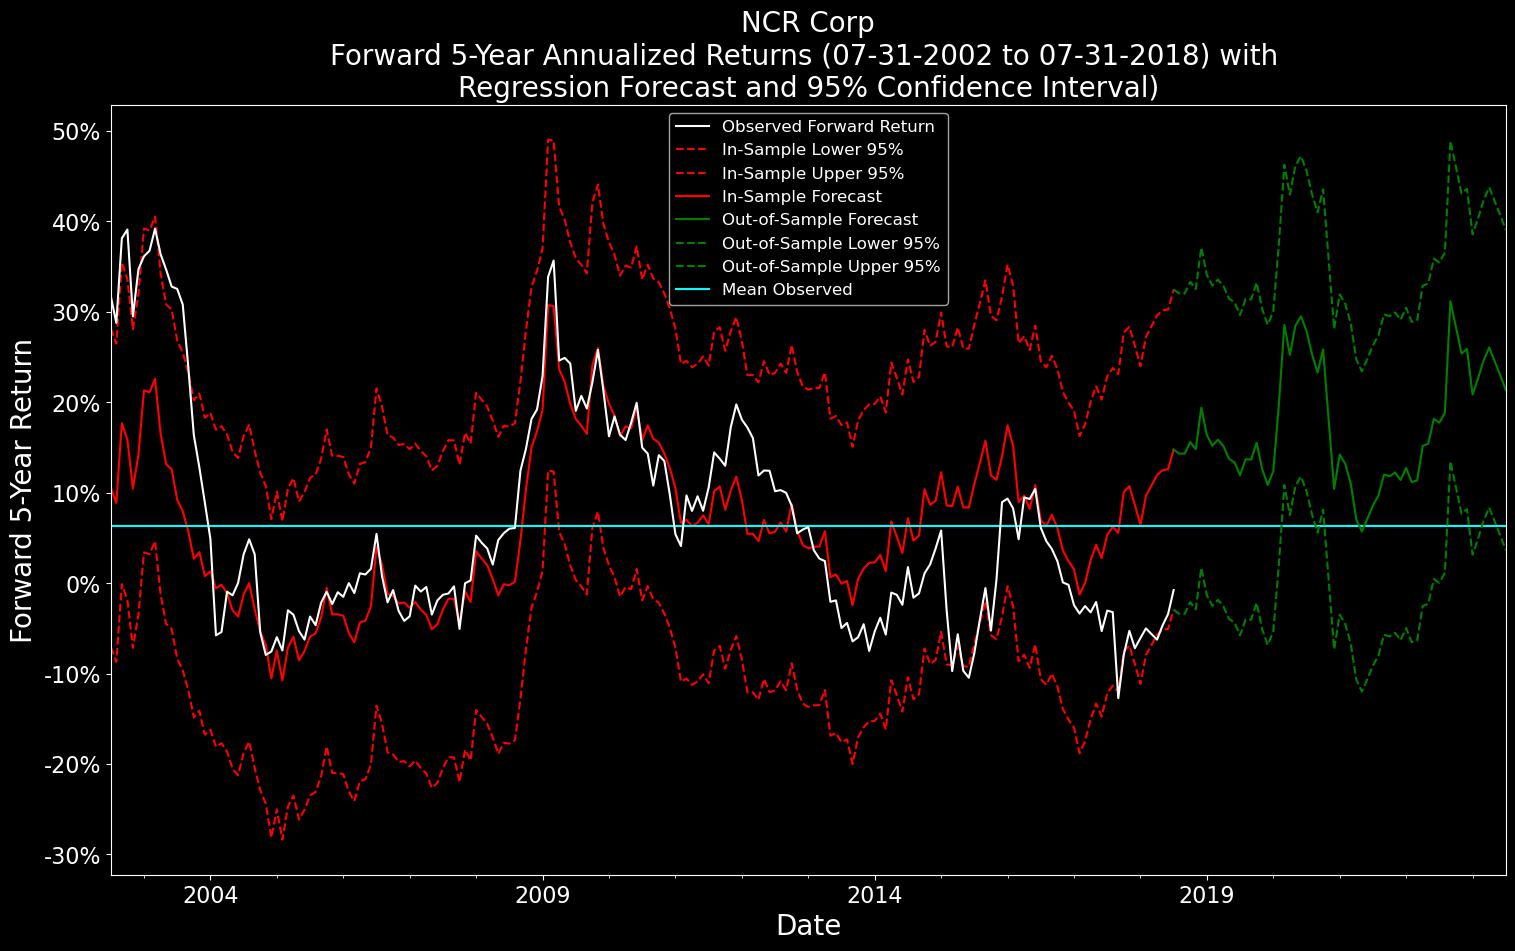 NCR Corp
Forward 5-Year Annualized Returns (07-31-2002 to 07-31-2018) with
Regression Forecast and 95% Confidence Interval)
Observed Forward Return
In-Sample Lower 95%
In-Sample Upper 95%
In-Sample Forecast
Out-of-Sample Forecast
Out-of-Sample Lower 95%
Out-of-Sample Upper 95%
Mean Observed
Forward 5-Year Return
50%
40%
30%
20%
10%
0%
-10%
-20%
-30%
2004
2009
2014
2019
Date